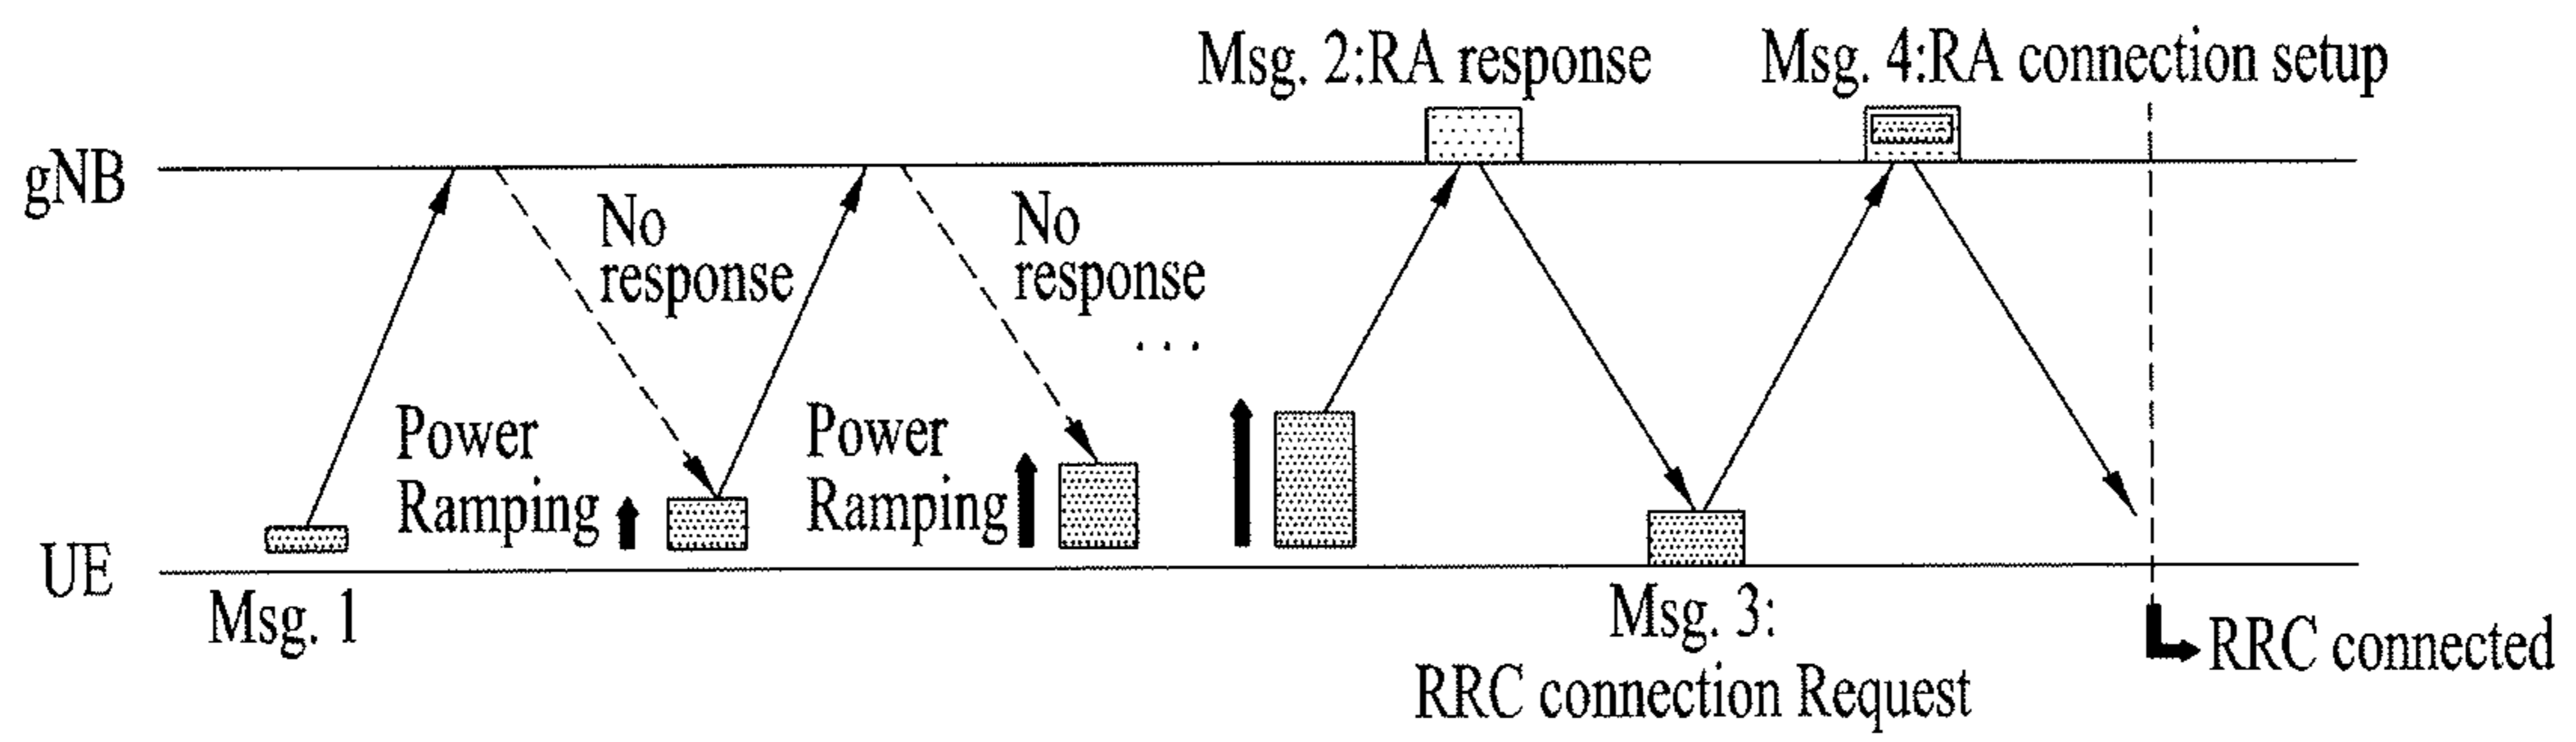 Msg. 2:RA response
Msg. 4:RA connection setup
gNB
No
response
No
response
. . .
Power
Ramping
Power
Ramping
UE
Msg. 1
Msg. 3:
RRC connection Request
RRC connected